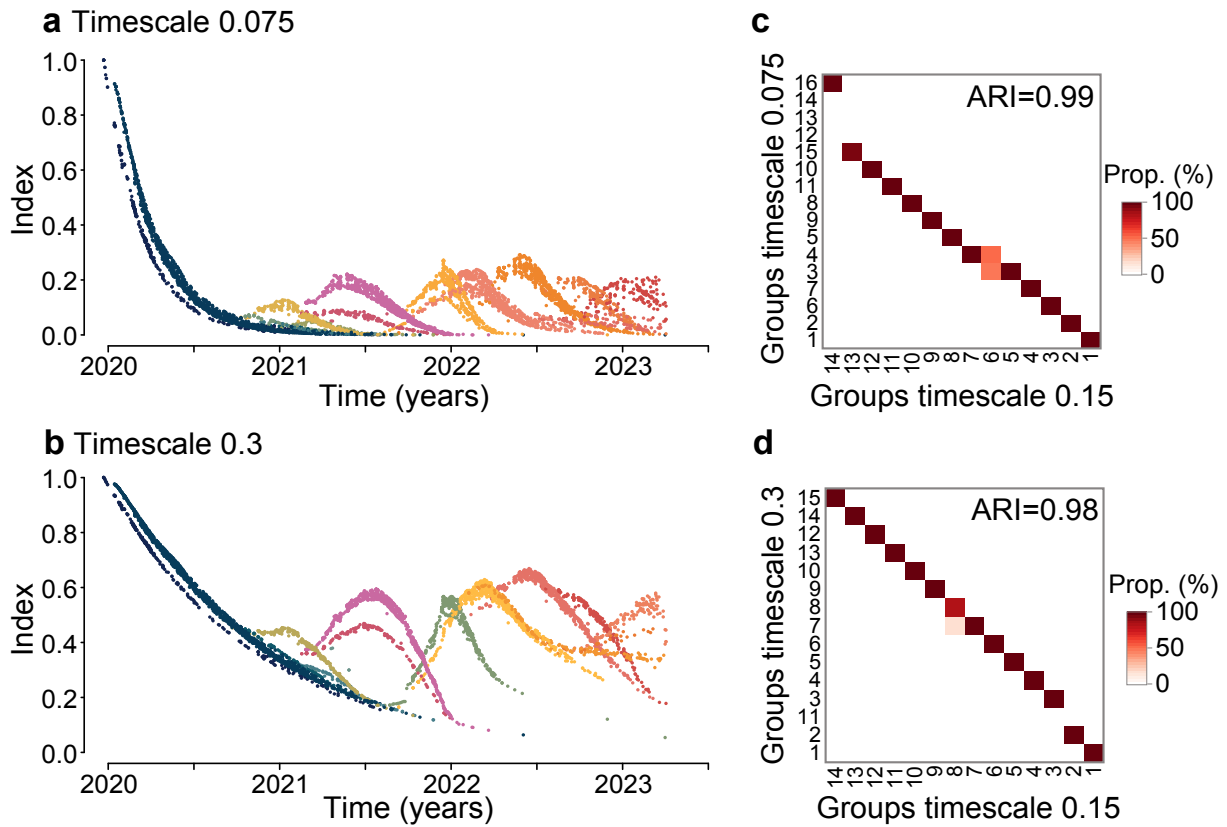 a Timescale 0.075
1.0
0.8
0.6
0.4
0.2
0.0
Index
2020 2021 2022 2023
Time (years)
c
ARI=0.99
Groups timescale 0.075
16
14
13
12
15
10
11
8
9
5
4
3
7
6
2
1
14 13 12 11 10 9 8 7 6 5 4 3 2 1
Groups timescale 0.15
Prop. (%)
100
50
0
b Timescale 0.3
1.0
0.8
0.6
0.4
0.2
0.0
Index
2020 2021 2022 2023
Time (years)
d
ARI=0.98
Groups timescale 0.3
15
14
12
13
10
9
8
7
6
5
4
3
11
2
1
14 13 12 11 10 9 8 7 6 5 4 3 2 1
Groups timescale 0.15
Prop. (%)
100
50
0